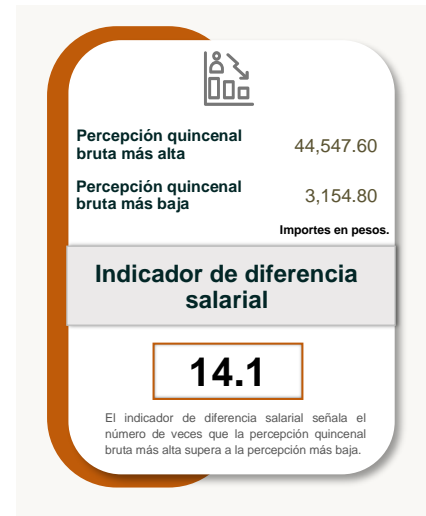 Percepción quincenal
bruta más alta
44,547.60
Percepción quincenal
bruta más baja
3,154.80
Importes en pesos.
Indicador de diferencia
salarial
14.1
El indicador de diferencia salarial señala el
número de veces que la percepción quincenal
bruta más alta supera a la percepción más baja.